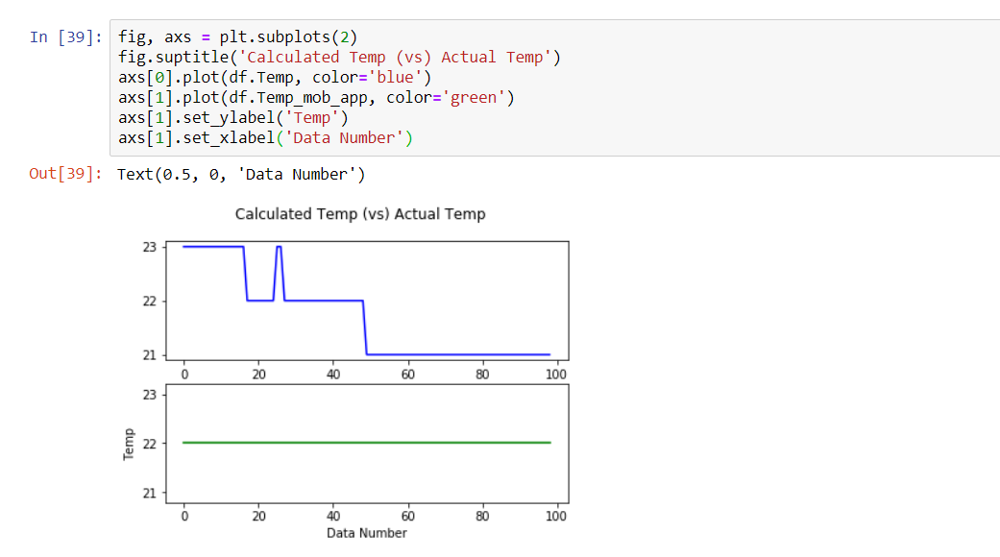 In [39]: fig, axs = plt.subplots(2)
fig.suptitle('Calculated Temp (vs) Actual Temp')
axs[0].plot(df.Temp, color='blue')
axs[1].plot(df.Temp_mob_app, color='green')
axs[1].set_ylabel('Temp')
axs[1].set_xlabel('Data Number')
Out[39]: Text(0.5, 0, 'Data Number')
Calculated Temp (vs) Actual Temp
23
22
21
0 20 40 60 80 100
23
22
21
Temp
0 20 40 60 80 100
Data Number